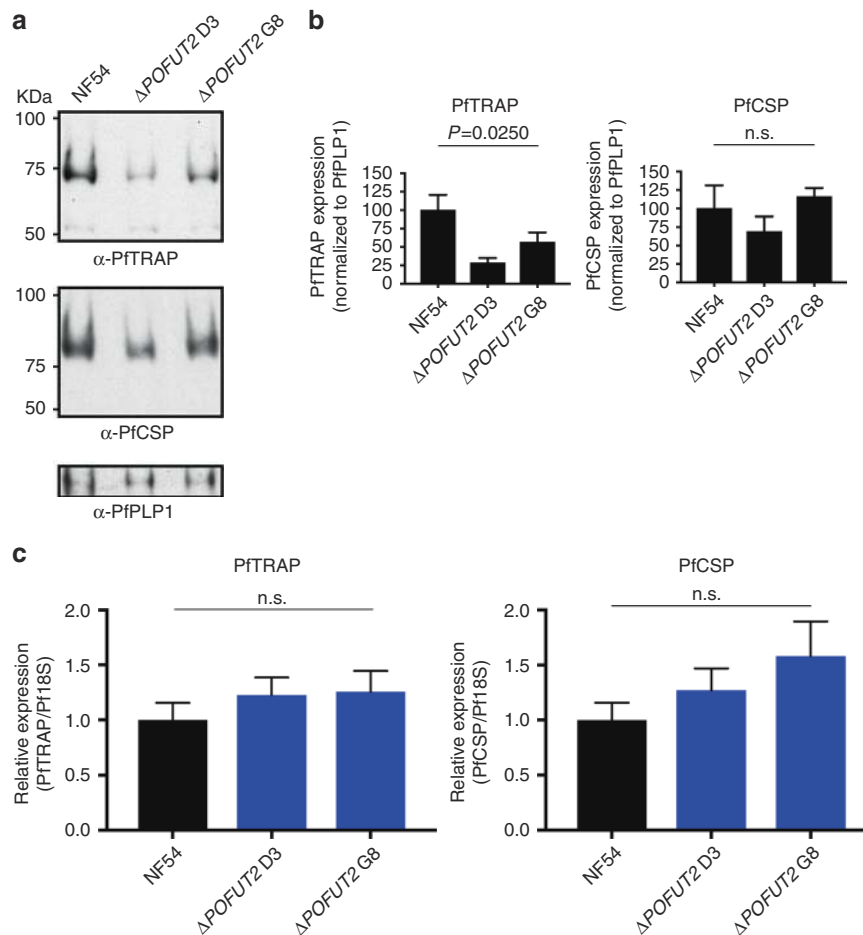 a
NF54
ΔPOFUT2 D3
ΔPOFUT2 G8
KDa
100
75
50
α-PfTRAP
100
75
50
α-PfCSP
α-PfPLP1
b
PfTRAP
P=0.0250
PfTRAP expression
(normalized to PfPLP1)
150
125
100
75
50
25
0
NF54
ΔPOFUT2 D3
ΔPOFUT2 G8
PfCSP
n.s.
PfCSP expression
(normalized to PfPLP1)
150
125
100
75
50
25
0
NF54
ΔPOFUT2 D3
ΔPOFUT2 G8
c
PfTRAP
n.s.
Relative expression
(PfTRAP/Pf18S)
2.0
1.5
1.0
0.5
0.0
NF54
ΔPOFUT2 D3
ΔPOFUT2 G8
PfCSP
n.s.
Relative expression
(PfCSP/Pf18S)
2.0
1.5
1.0
0.5
0.0
NF54
ΔPOFUT2 D3
ΔPOFUT2 G8